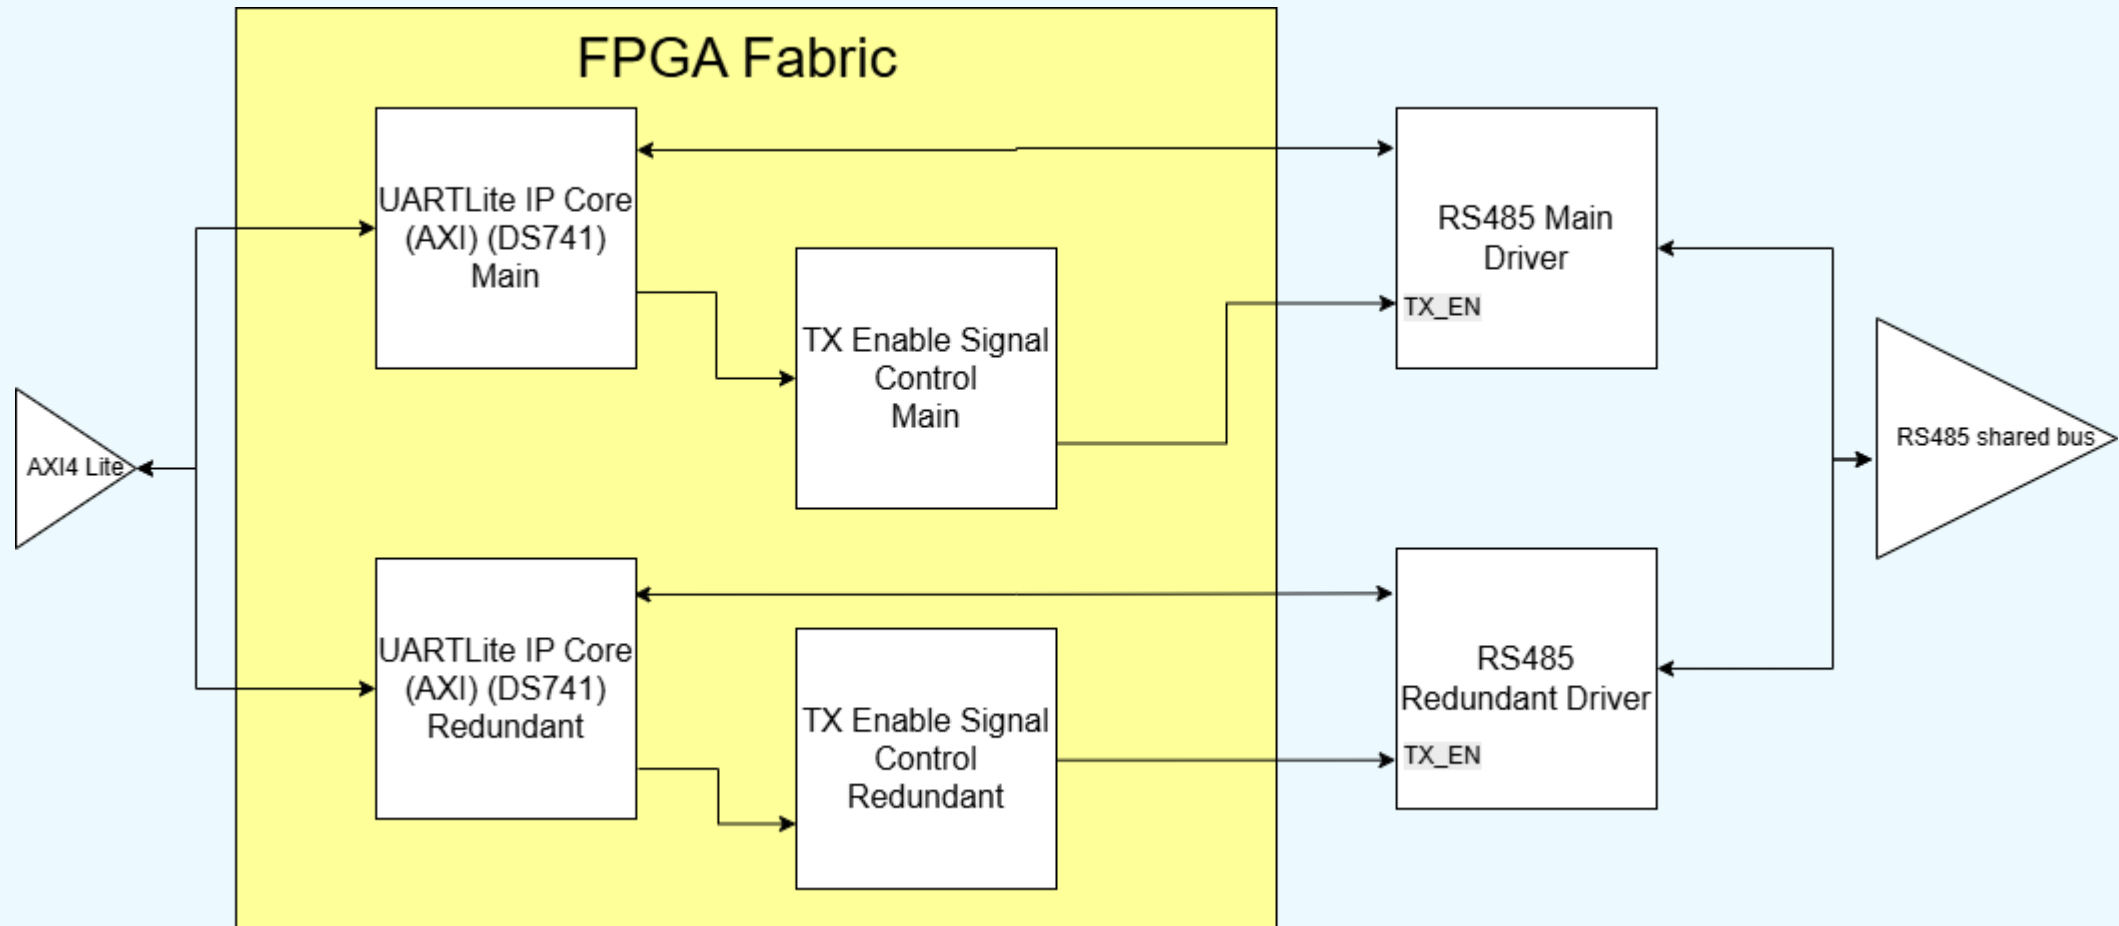 FPGA Fabric
UARTLite IP Core
(AXI) (DS741)
Main
RS485 Main
Driver
TX_EN
TX Enable Signal
Control
Main
AXI4 Lite
RS485 shared bus
UARTLite IP Core
(AXI) (DS741)
Redundant
RS485
Redundant Driver
TX_EN
TX Enable Signal
Control
Redundant